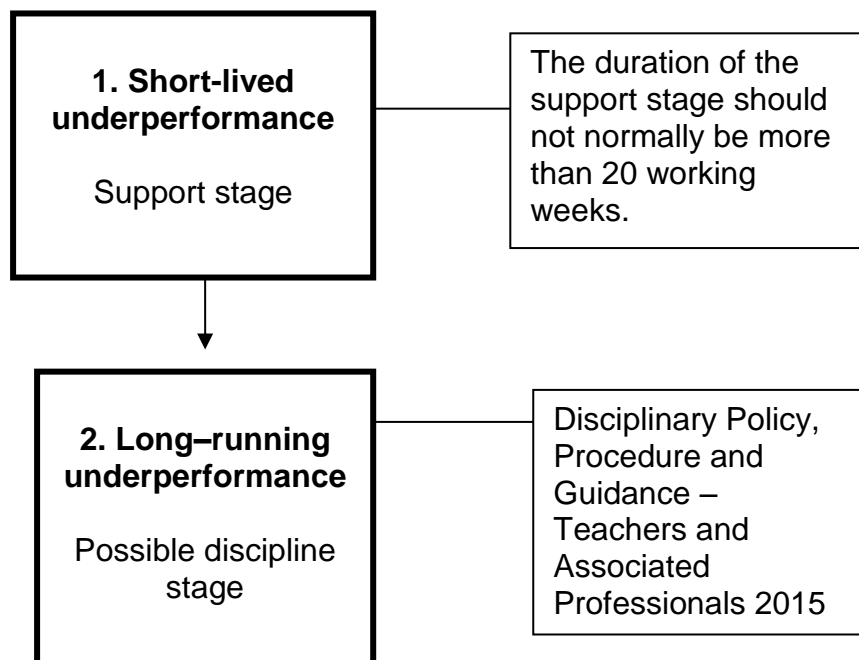 1. Short-lived
underperformance
Support stage
The duration of the
support stage should
not normally be more
than 20 working
weeks.
2. Long–running
underperformance
Possible discipline
stage
Disciplinary Policy,
Procedure and
Guidance –
Teachers and
Associated
Professionals 2015